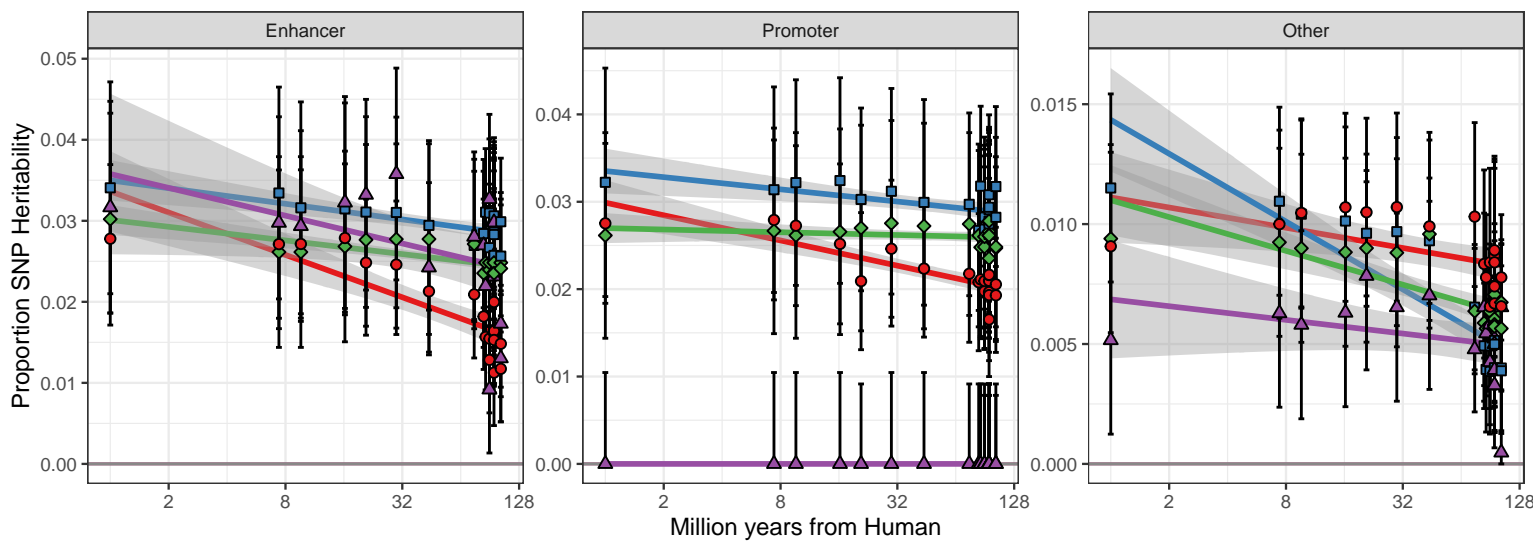 Enhancer
Promoter
Other
Proportion SNP Heritability
0.05
0.04
0.03
0.02
0.01
0.00
0.04
0.03
0.02
0.01
0.00
0.015
0.010
0.005
0.000
2 8 32 128
2 8 32 128
2 8 32 128
Million years from Human